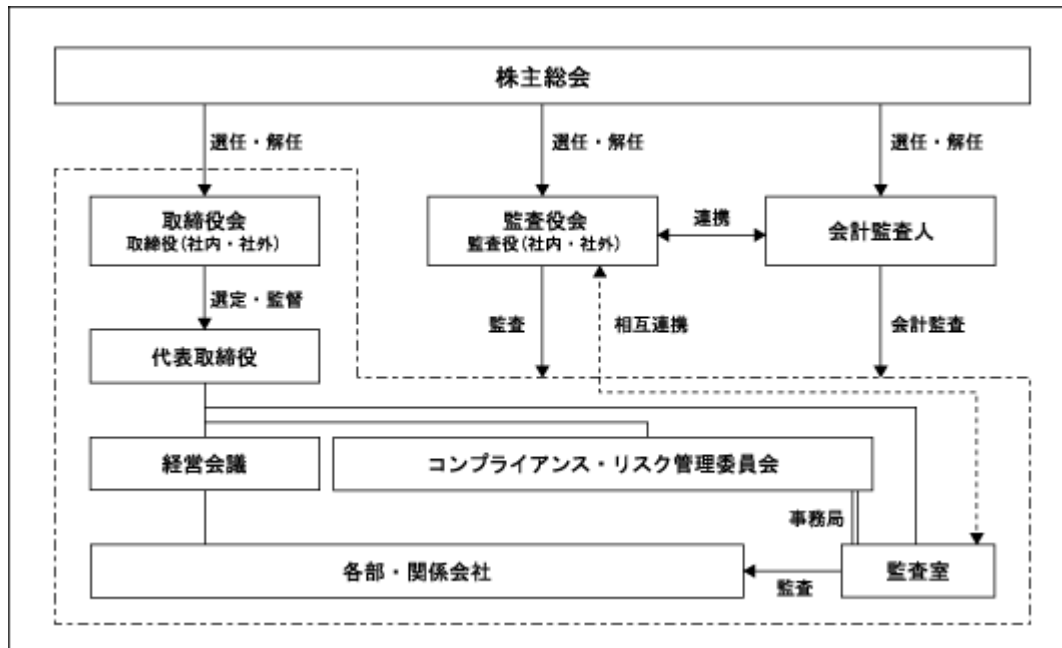 株主総会
選任・解任
選任・解任
選任・解任
取締役会
取締役(社内・社外)
監査役会
監査役(社内・社外)
連携
会計監査人
選定・監督
監査
相互連携
会計監査
代表取締役
経営会議
コンプライアンス・リスク管理委員会
事務局
各部・関係会社
監査
監査室